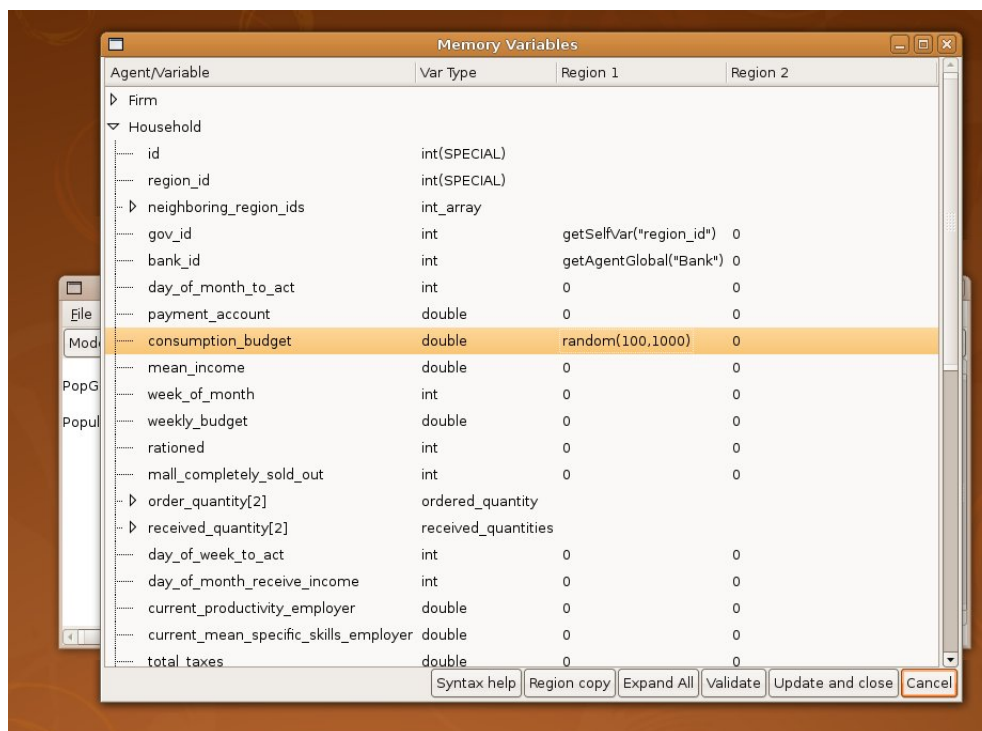 Memory Variables
Agent/Variable Var Type Region 1 Region 2
Firm
Household
id int(SPECIAL)
region_id int(SPECIAL)
neighboring_region_ids int_array
gov_id int getSelfVar("region_id") 0
bank_id int getAgentGlobal("Bank") 0
day_of_month_to_act int 0 0
File
payment_account double 0 0
Mod
consumption_budget double random(100,1000) 0
mean_income double 0 0
PopG
week_of_month int 0 0
Popul
weekly_budget double 0 0
rationed int 0 0
mall_completely_sold_out int 0 0
order_quantity[2] ordered_quantity
received_quantity[2] received_quantities
day_of_week_to_act int 0 0
day_of_month_receive_income int 0 0
current_productivity_employer double 0 0
current_mean_specific_skills_employer double 0 0
total_taxes double 0 0
Syntax help Region copy Expand All Validate Update and close Cancel